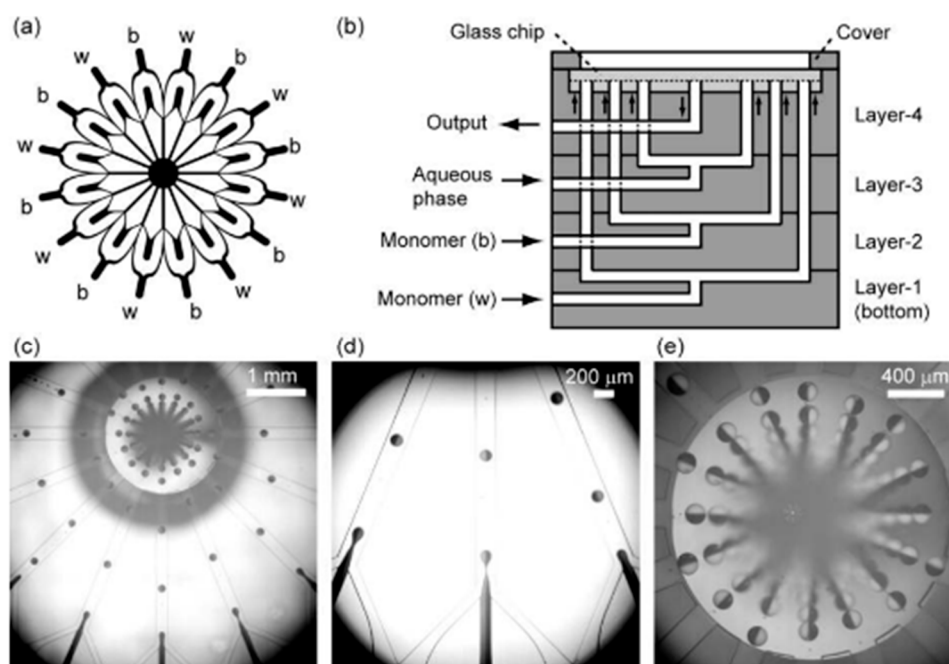 (a)
w
b
w
b
w
b
w
b
w
b
w
b
w
b
w
b
(b)
Glass chip
Cover
Output
Aqueous
phase
Monomer (b)
Monomer (w)
Layer-4
Layer-3
Layer-2
Layer-1
(bottom)
(c)
1 mm
(d)
200 μm
(e)
400 μm